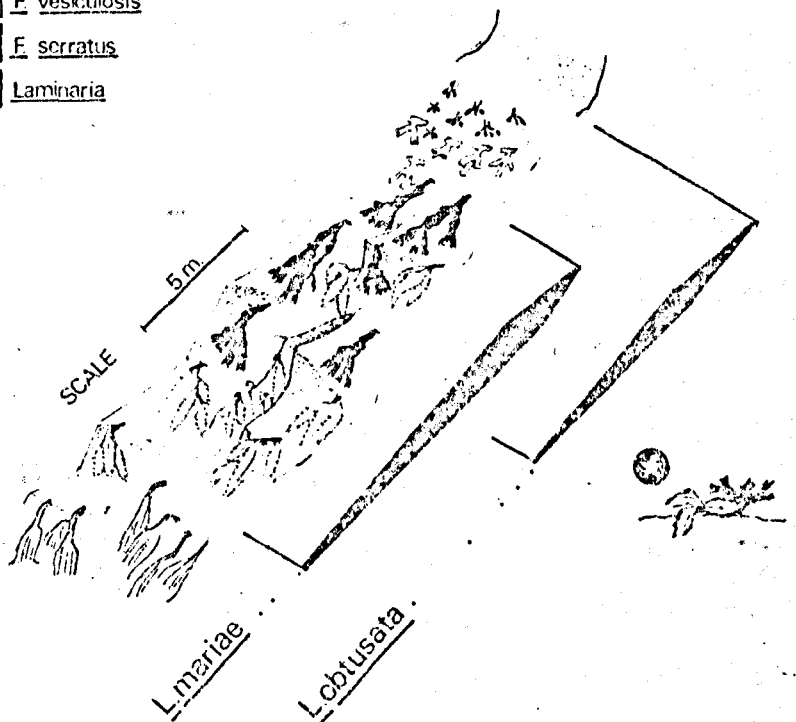 F. vesiculosis
F. serratus
Laminaria
5 m.
SCALE
L. mariae
L. obtusata